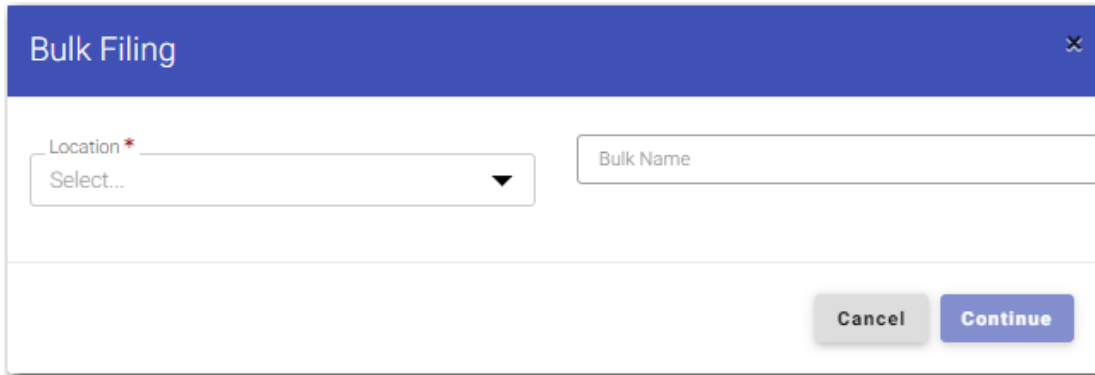 Bulk Filing
Location *
Select...
Bulk Name
Cancel
Continue